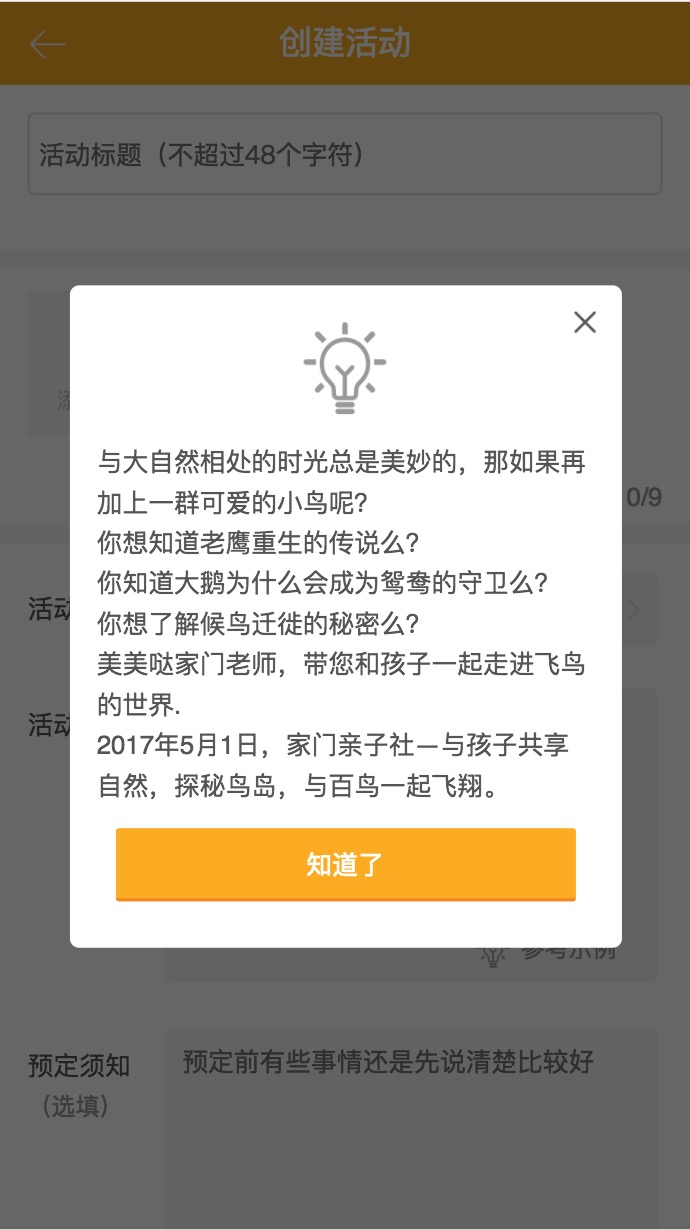 创建活动
活动标题（不超过48个字符）
添
0/9
活动
活动
与大自然相处的时光总是美妙的，那如果再
加上一群可爱的小鸟呢？
你想知道老鹰重生的传说么？
你知道大鹅为什么会成为鸳鸯的守卫么？
你想了解候鸟迁徙的秘密么？
美美哒家门老师，带您和孩子一起走进飞鸟
的世界.
2017年5月1日，家门亲子社—与孩子共享
自然，探秘鸟岛，与百鸟一起飞翔。
知道了
参考示例
预定须知
（选填）
预定前有些事情还是先说清楚比较好